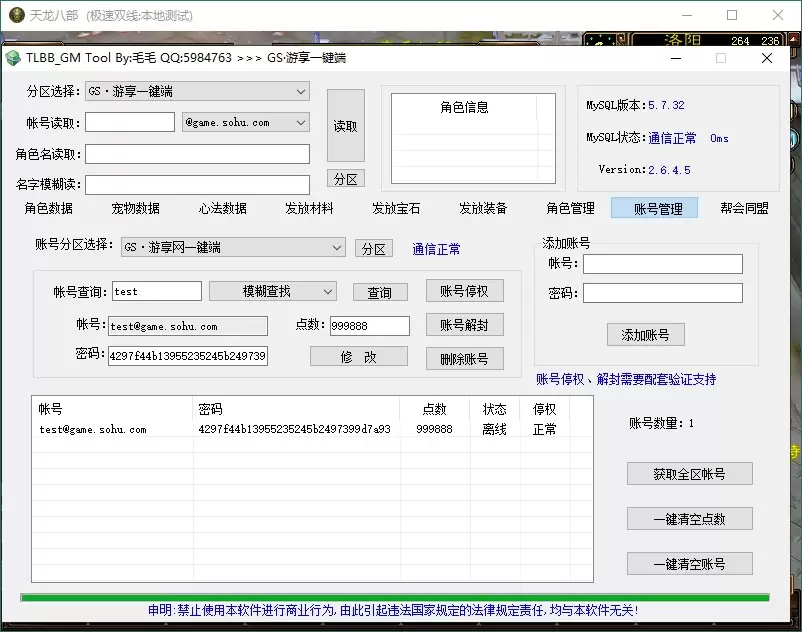 天龙八部 (极速双线:本地测试)
洛阳 264 236
TLBB_GM Tool By:毛毛 QQ:5984763 >>> GS·游享一键端
分区选择: GS·游享一键端
帐号读取: @game.sohu.com
角色名读取:
名字模糊读:
读取
分区
角色信息
MySQL版本:5.7.32
MySQL状态:通信正常 0ms
Version:2.6.4.5
角色数据 宠物数据 心法数据 发放材料 发放宝石 发放装备 角色管理 账号管理 帮会同盟
账号分区选择: GS·游享网一键端 分区 通信正常
帐号查询: test 模糊查找 查询 账号停权
帐号: test@game.sohu.com 点数: 999888 账号解封
密码: 4297f44b13955235245b249739 修 改 删除账号
添加账号
帐号:
密码:
添加账号
账号停权、解封需要配套验证支持
帐号 密码 点数 状态 停权
test@game.sohu.com 4297f44b13955235245b2497399d7a93 999888 离线 正常
账号数量:1
获取全区帐号
一键清空点数
一键清空账号
申明:禁止使用本软件进行商业行为,由此引起违法国家规定的法律规定责任,均与本软件无关!